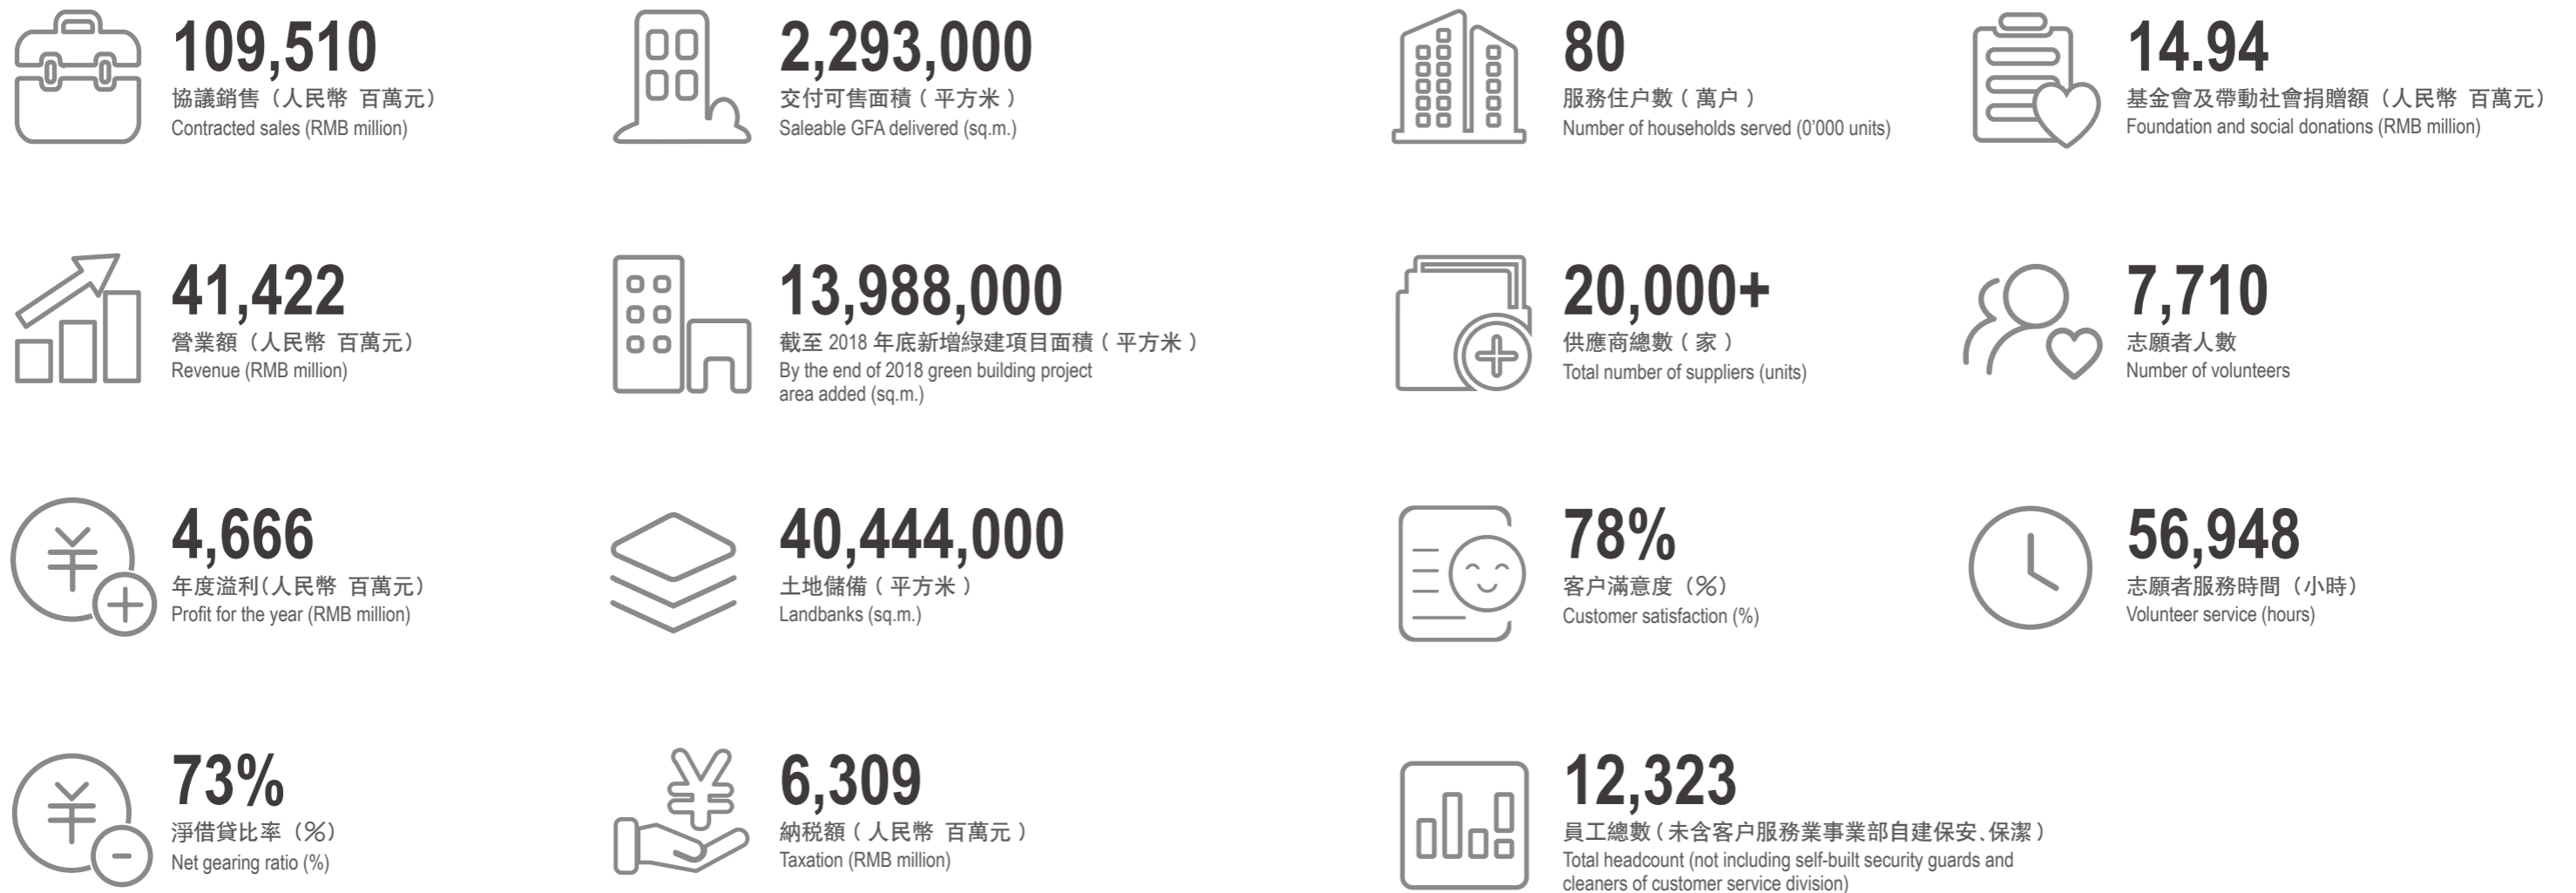 109,510
協議銷售（人民幣 百萬元）
Contracted sales (RMB million)
2,293,000
交付可售面積（平方米）
Saleable GFA delivered (sq.m.)
80
服務住户數（萬户）
Number of households served (0'000 units)
14.94
基金會及帶動社會捐贈額（人民幣 百萬元）
Foundation and social donations (RMB million)
41,422
營業額（人民幣 百萬元）
Revenue (RMB million)
13,988,000
截至 2018 年底新增綠建項目面積（平方米）
By the end of 2018 green building project
area added (sq.m.)
20,000+
供應商總數（家）
Total number of suppliers (units)
7,710
志願者人數
Number of volunteers
4,666
年度溢利（人民幣 百萬元）
Profit for the year (RMB million)
40,444,000
土地儲備（平方米）
Landbanks (sq.m.)
78%
客户滿意度（%）
Customer satisfaction (%)
56,948
志願者服務時間（小時）
Volunteer service (hours)
73%
淨借貸比率（%）
Net gearing ratio (%)
6,309
納税額（人民幣 百萬元）
Taxation (RMB million)
12,323
員工總數（未含客户服務業事業部自建保安、保潔）
Total headcount (not including self-built security guards and
cleaners of customer service division)